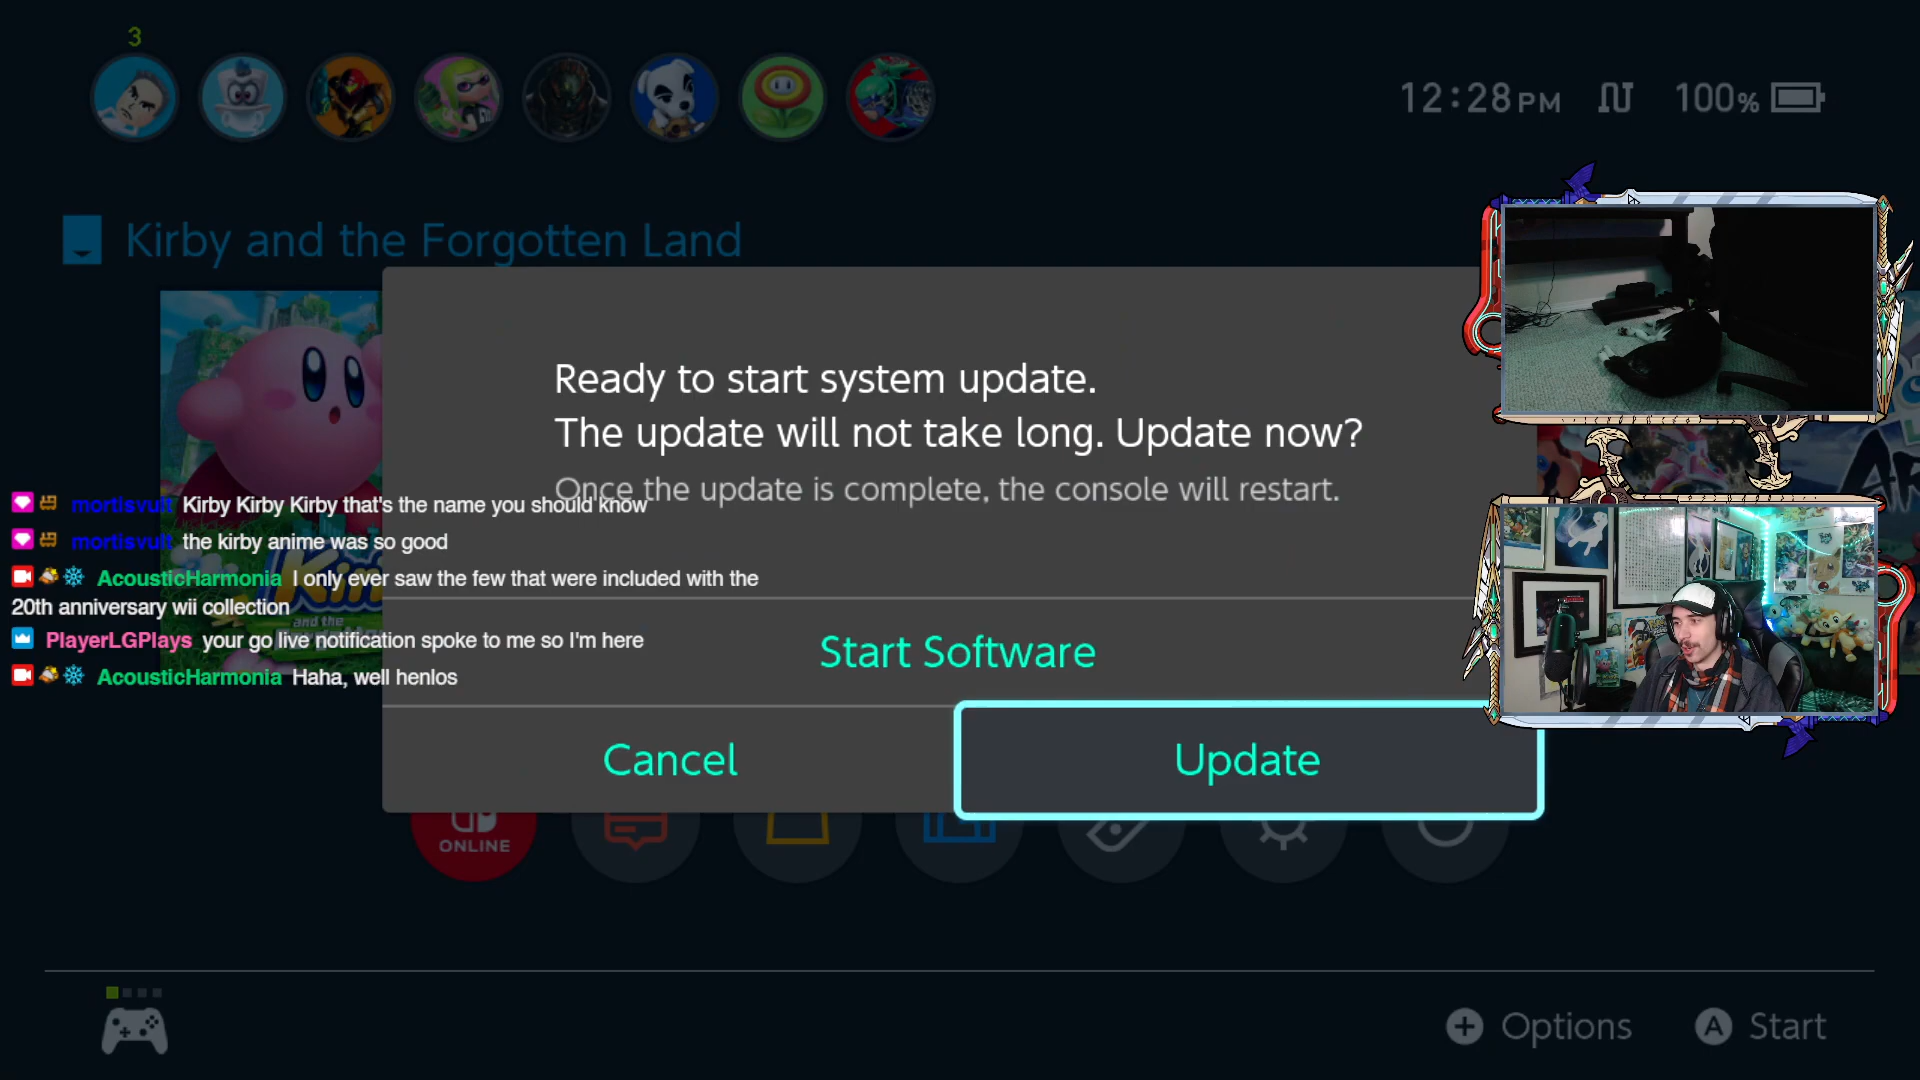 3
12:28 PM 100%
Kirby and the Forgotten Land
Ready to start system update.
The update will not take long. Update now?
Once the update is complete, the console will restart.
mortisvult Kirby Kirby Kirby that's the name you should know
mortisvult the kirby anime was so good
AcousticHarmonia I only ever saw the few that were included with the
20th anniversary wii collection
and the
PlayerLGPlays your go live notification spoke to me so I'm here
AcousticHarmonia Haha, well henlos
Start Software
Cancel
Update
ONLINE
Options
A Start